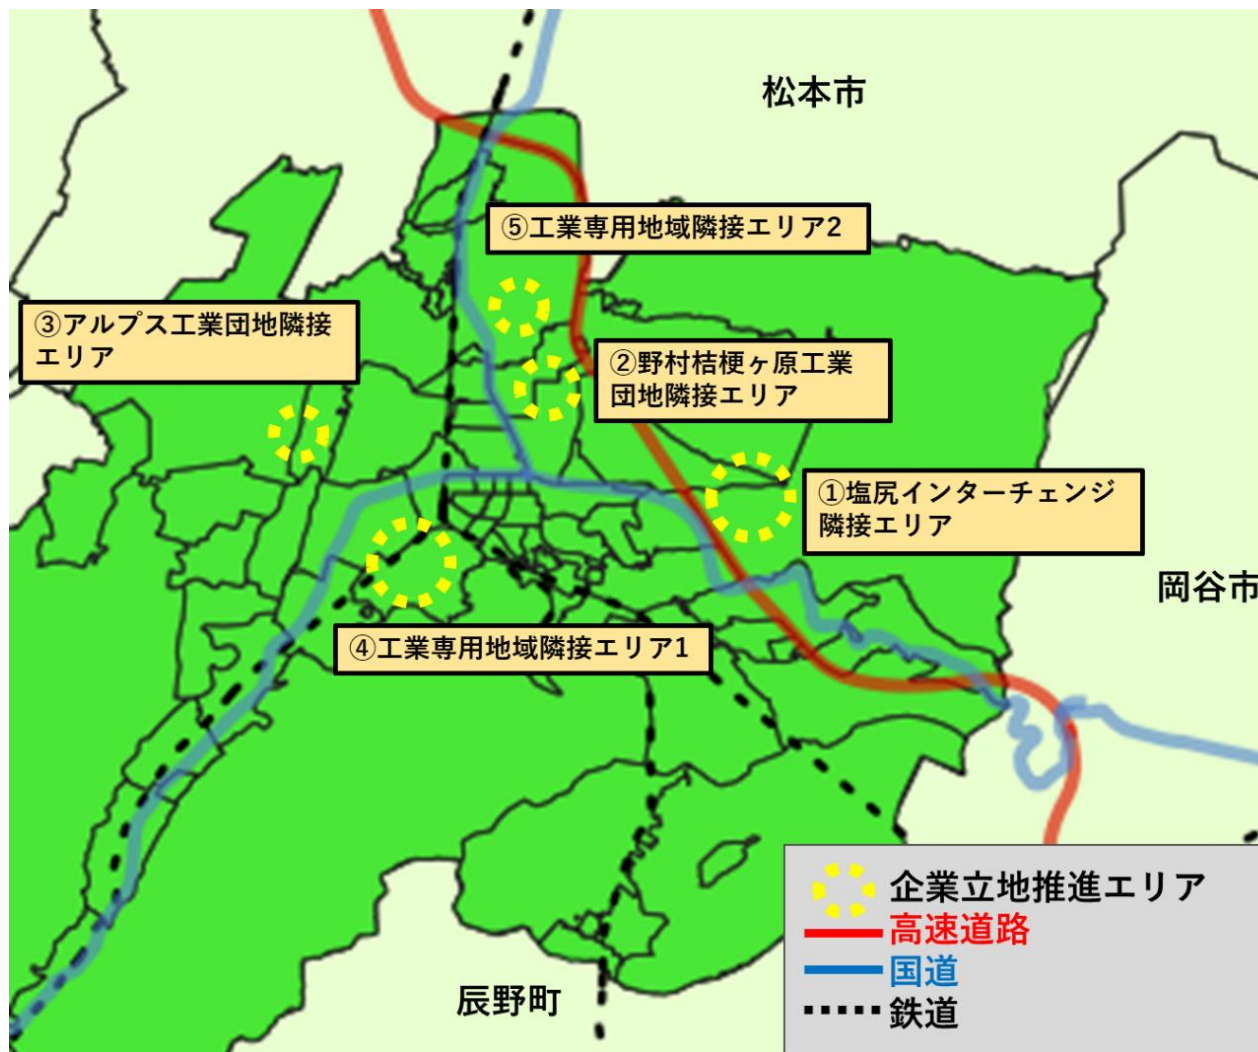 松本市
⑤工業専用地域隣接エリア2
③アルプス工業団地隣接
エリア
②野村桔梗ヶ原工業
団地隣接エリア
①塩尻インターチェンジ
隣接エリア
岡谷市
④工業専用地域隣接エリア1
辰野町
企業立地推進エリア
高速道路
国道
鉄道